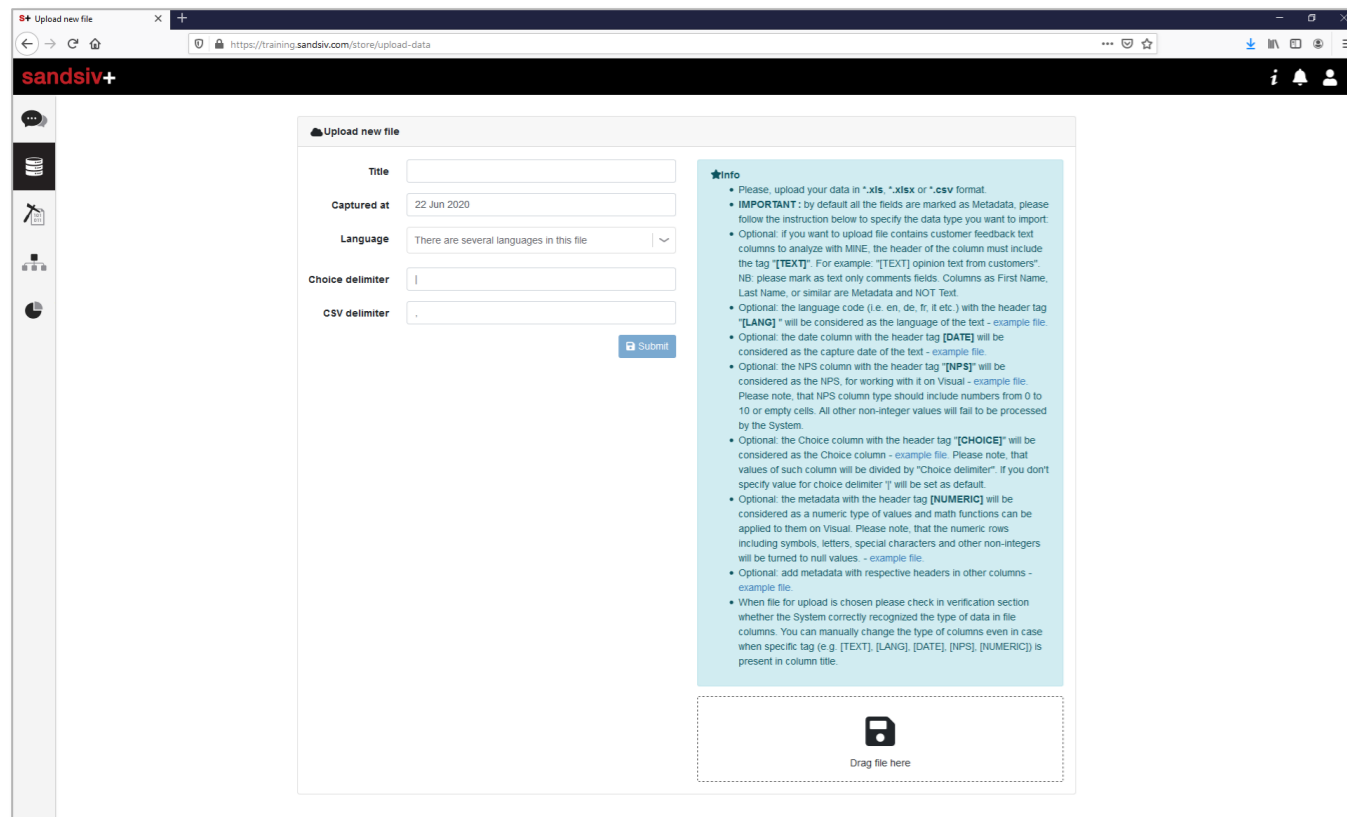 S+ Upload new file
https://training.sandsiv.com/store/upload-data
sandsiv+
Upload new file
Title
Captured at
22 Jun 2020
Language
There are several languages in this file
Choice delimiter
|
CSV delimiter
,
Submit
Info
• Please, upload your data in *.xls, *.xlsx or *.csv format.
• IMPORTANT : by default all the fields are marked as Metadata, please
follow the instruction below to specify the data type you want to import:
• Optional: if you want to upload file contains customer feedback text
columns to analyze with MINE, the header of the column must include
the tag "[TEXT]". For example: "[TEXT] opinion text from customers".
NB: please mark as text only comments fields. Columns as First Name,
Last Name, or similar are Metadata and NOT Text.
• Optional: the language code (i.e. en, de, fr, it etc.) with the header tag
"[LANG] " will be considered as the language of the text - example file.
• Optional: the date column with the header tag [DATE] will be
considered as the capture date of the text - example file.
• Optional: the NPS column with the header tag "[NPS]" will be
considered as the NPS, for working with it on Visual - example file.
Please note, that NPS column type should include numbers from 0 to
10 or empty cells. All other non-integer values will fail to be processed
by the System.
• Optional: the Choice column with the header tag "[CHOICE]" will be
considered as the Choice column - example file. Please note, that
values of such column will be divided by "Choice delimiter". If you don't
specify value for choice delimiter '|' will be set as default.
• Optional: the metadata with the header tag [NUMERIC] will be
considered as a numeric type of values and math functions can be
applied to them on Visual. Please note, that the numeric rows
including symbols, letters, special characters and other non-integers
will be turned to null values. - example file.
• Optional: add metadata with respective headers in other columns -
example file.
• When file for upload is chosen please check in verification section
whether the System correctly recognized the type of data in file
columns. You can manually change the type of columns even in case
when specific tag (e.g. [TEXT], [LANG], [DATE], [NPS], [NUMERIC]) is
present in column title.
Drag file here